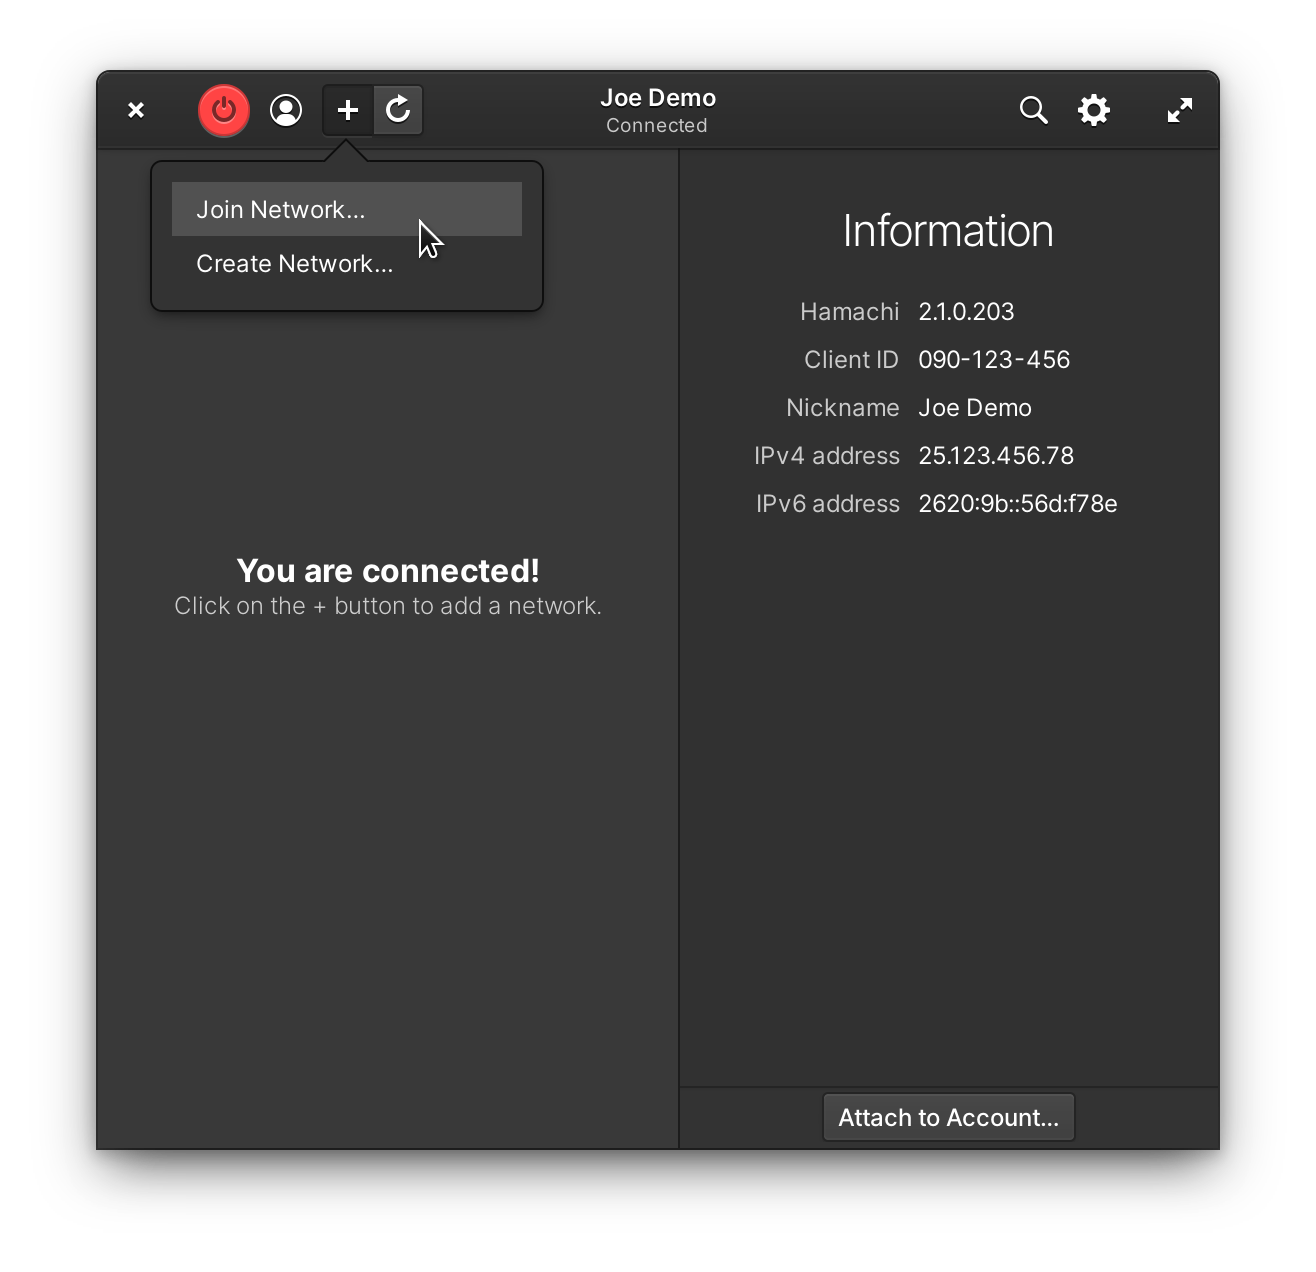 Joe Demo
Connected
Join Network...
Create Network...
You are connected!
Click on the + button to add a network.
Information
Hamachi 2.1.0.203
Client ID 090-123-456
Nickname Joe Demo
IPv4 address 25.123.456.78
IPv6 address 2620:9b::56d:f78e
Attach to Account...